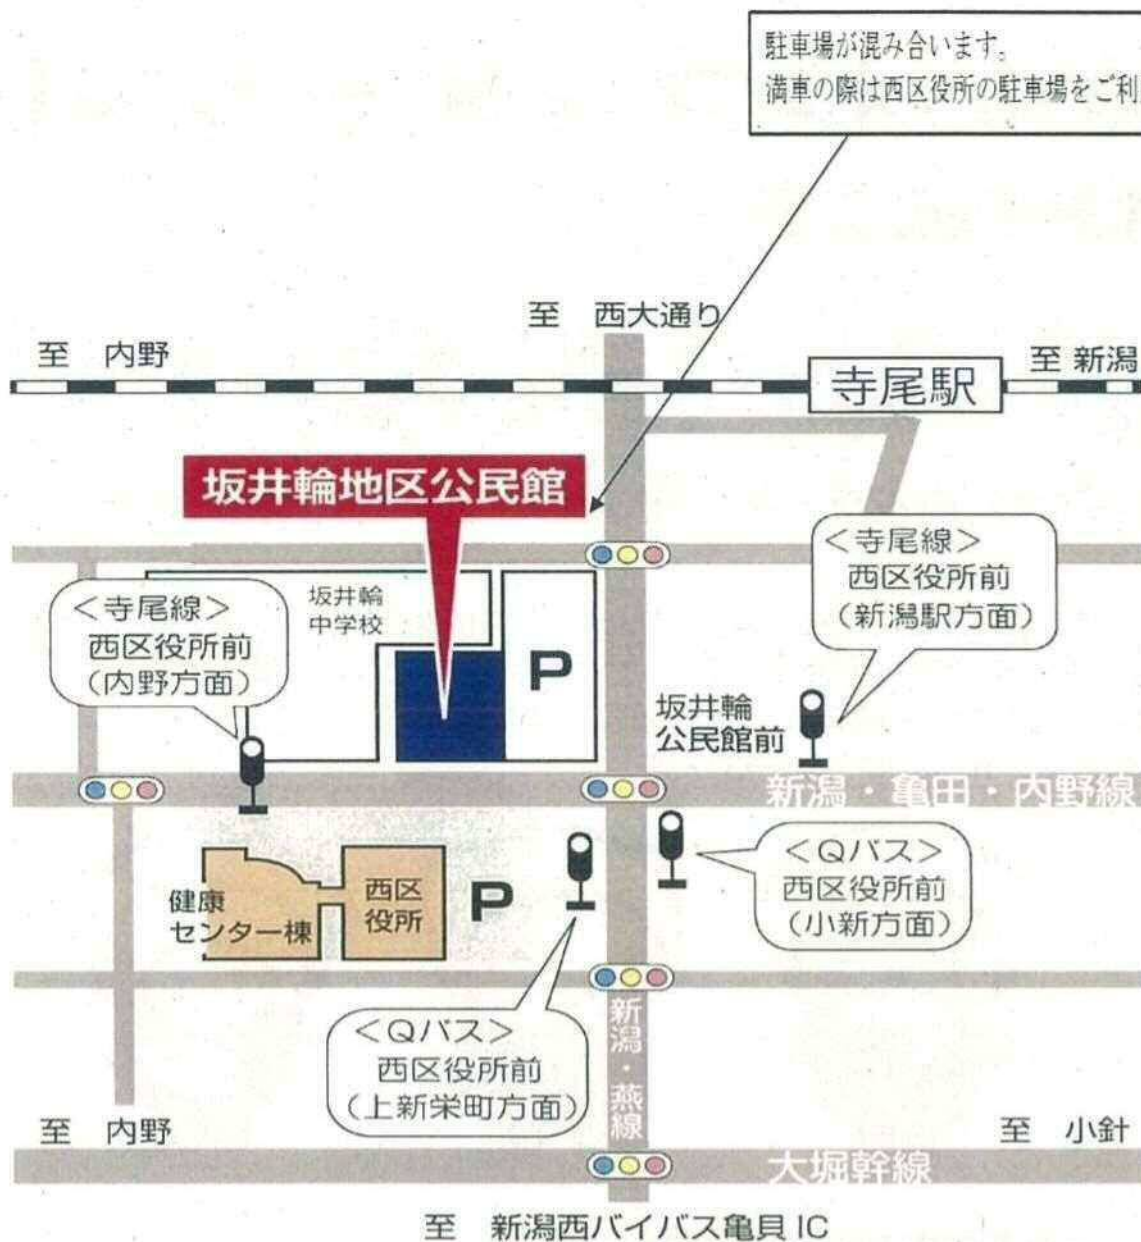 駐車場が混み合います。
満車の際は西区役所の駐車場をご利
至 西大通り
至 内野
寺尾駅
至 新潟
坂井輪地区公民館
<寺尾線>
西区役所前
(新潟駅方面)
<寺尾線>
西区役所前
(内野方面)
坂井輪
中学校
P
坂井輪
公民館前
新潟・亀田・内野線
健康
センター棟
西区
役所
P
<Qバス>
西区役所前
(小新方面)
<Qバス>
西区役所前
(上新栄町方面)
新潟・燕線
至 内野
至 小針
大堀幹線
至 新潟西バイバス亀貝IC